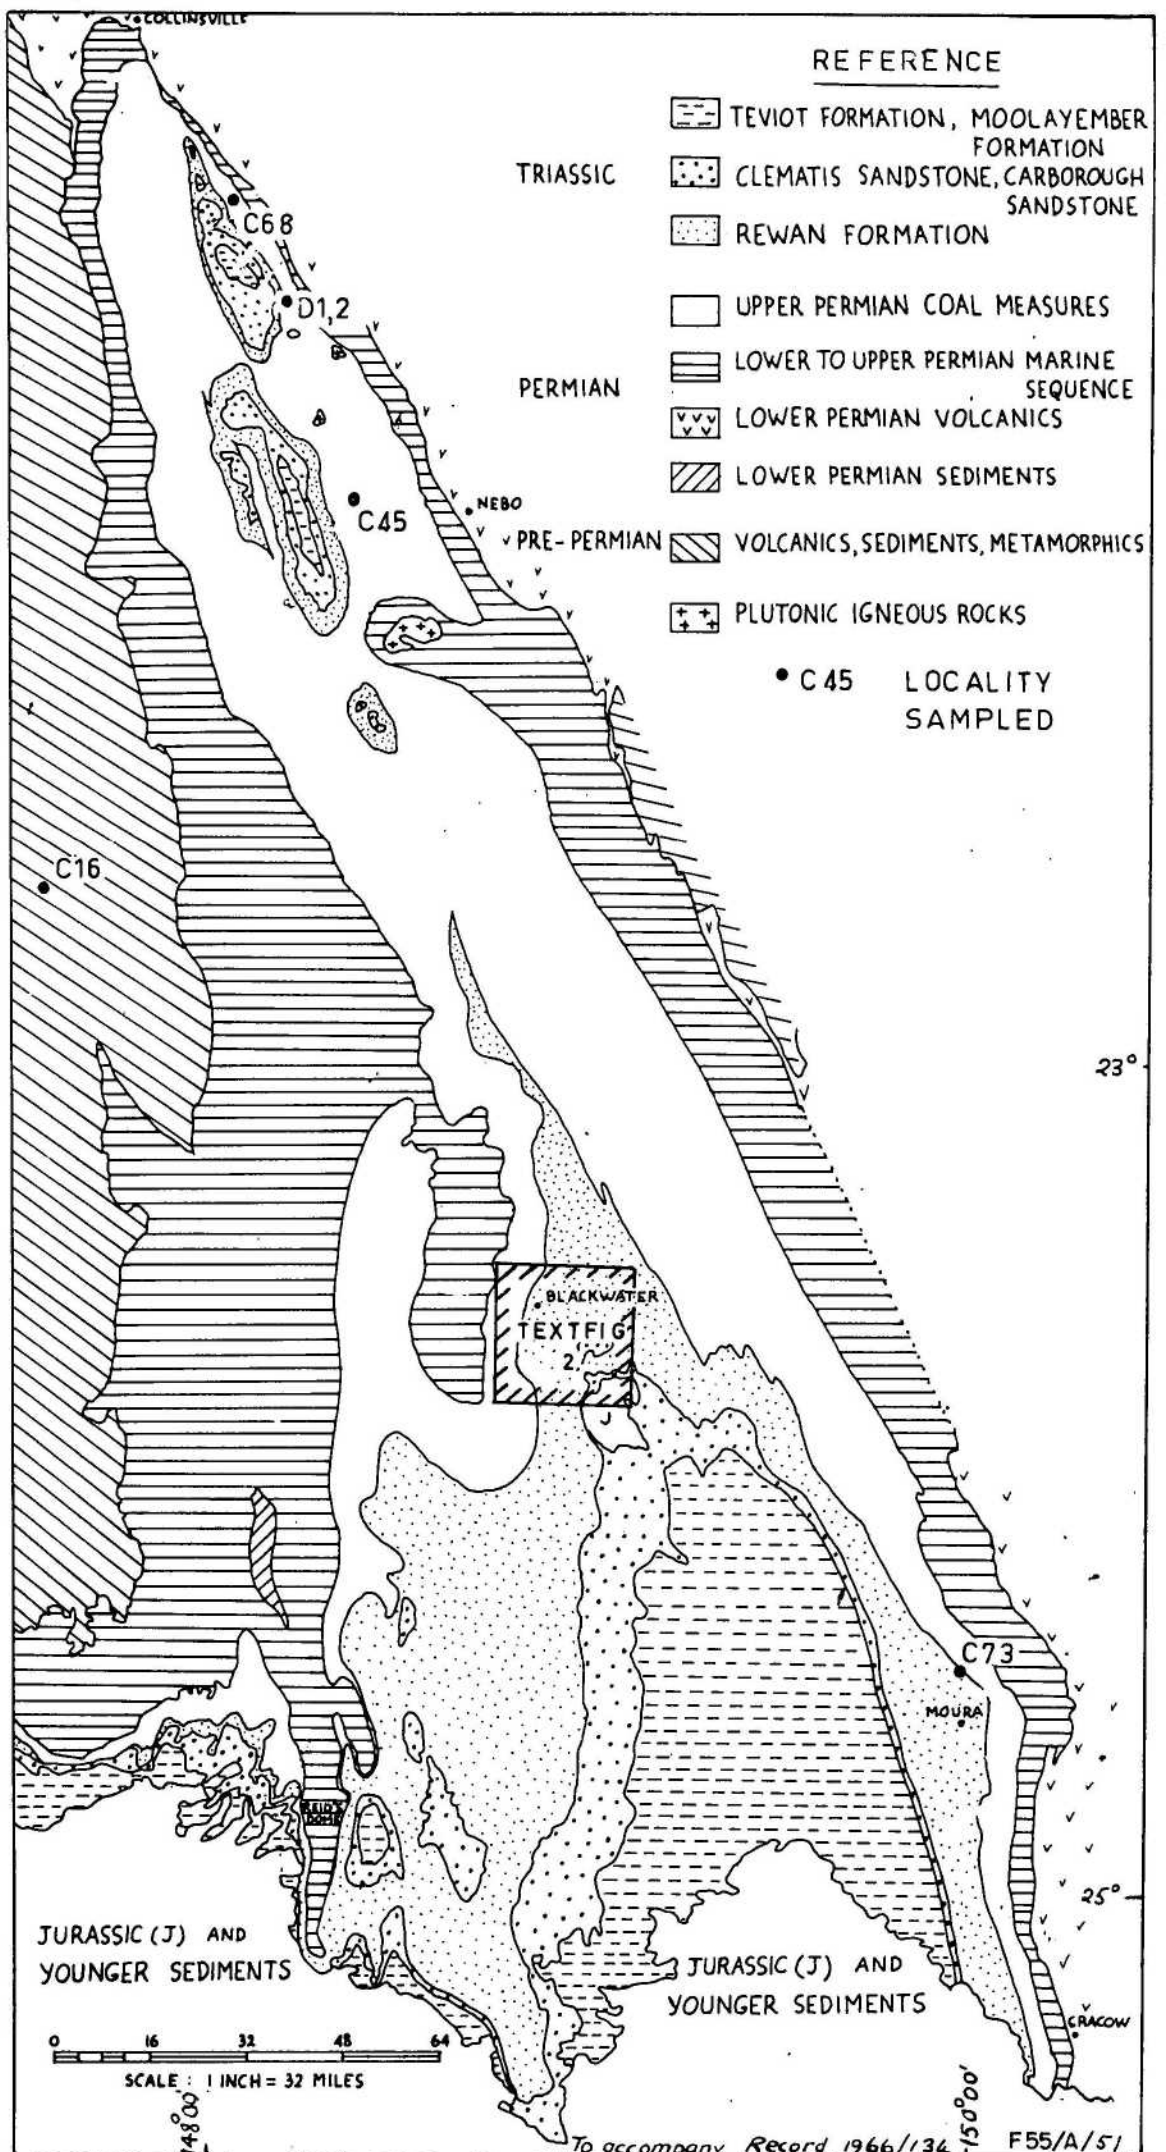 COLLINSVILLE
REFERENCE
TEVIOT FORMATION, MOOLAYEMBER
FORMATION
TRIASSIC
CLEMATIS SANDSTONE, CARBOROUGH
SANDSTONE
REWAN FORMATION
UPPER PERMIAN COAL MEASURES
PERMIAN
LOWER TO UPPER PERMIAN MARINE
SEQUENCE
LOWER PERMIAN VOLCANICS
LOWER PERMIAN SEDIMENTS
PRE-PERMIAN
VOLCANICS, SEDIMENTS, METAMORPHICS
PLUTONIC IGNEOUS ROCKS
C45 LOCALITY
SAMPLED
C68
D1,2
C45
NEBO
C16
23°
BLACKWATER
TEXTFIG
2
J
C73
MOURA
REID'S
DOME
25°
JURASSIC (J) AND
YOUNGER SEDIMENTS
JURASSIC (J) AND
YOUNGER SEDIMENTS
CRACOW
0 16 32 48 64
SCALE : 1 INCH = 32 MILES
148°00'
150°00'
To accompany Record 1966/134
F55/A/51